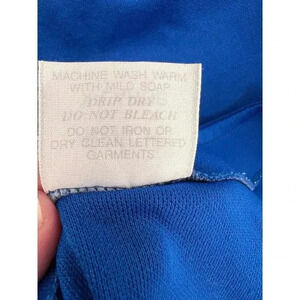 MACHINE WASH WARM
WITH MILD SOAP
DRIP DRY
DO NOT BLEACH
DO NOT IRON OR
DRY CLEAN LETTERED
GARMENTS